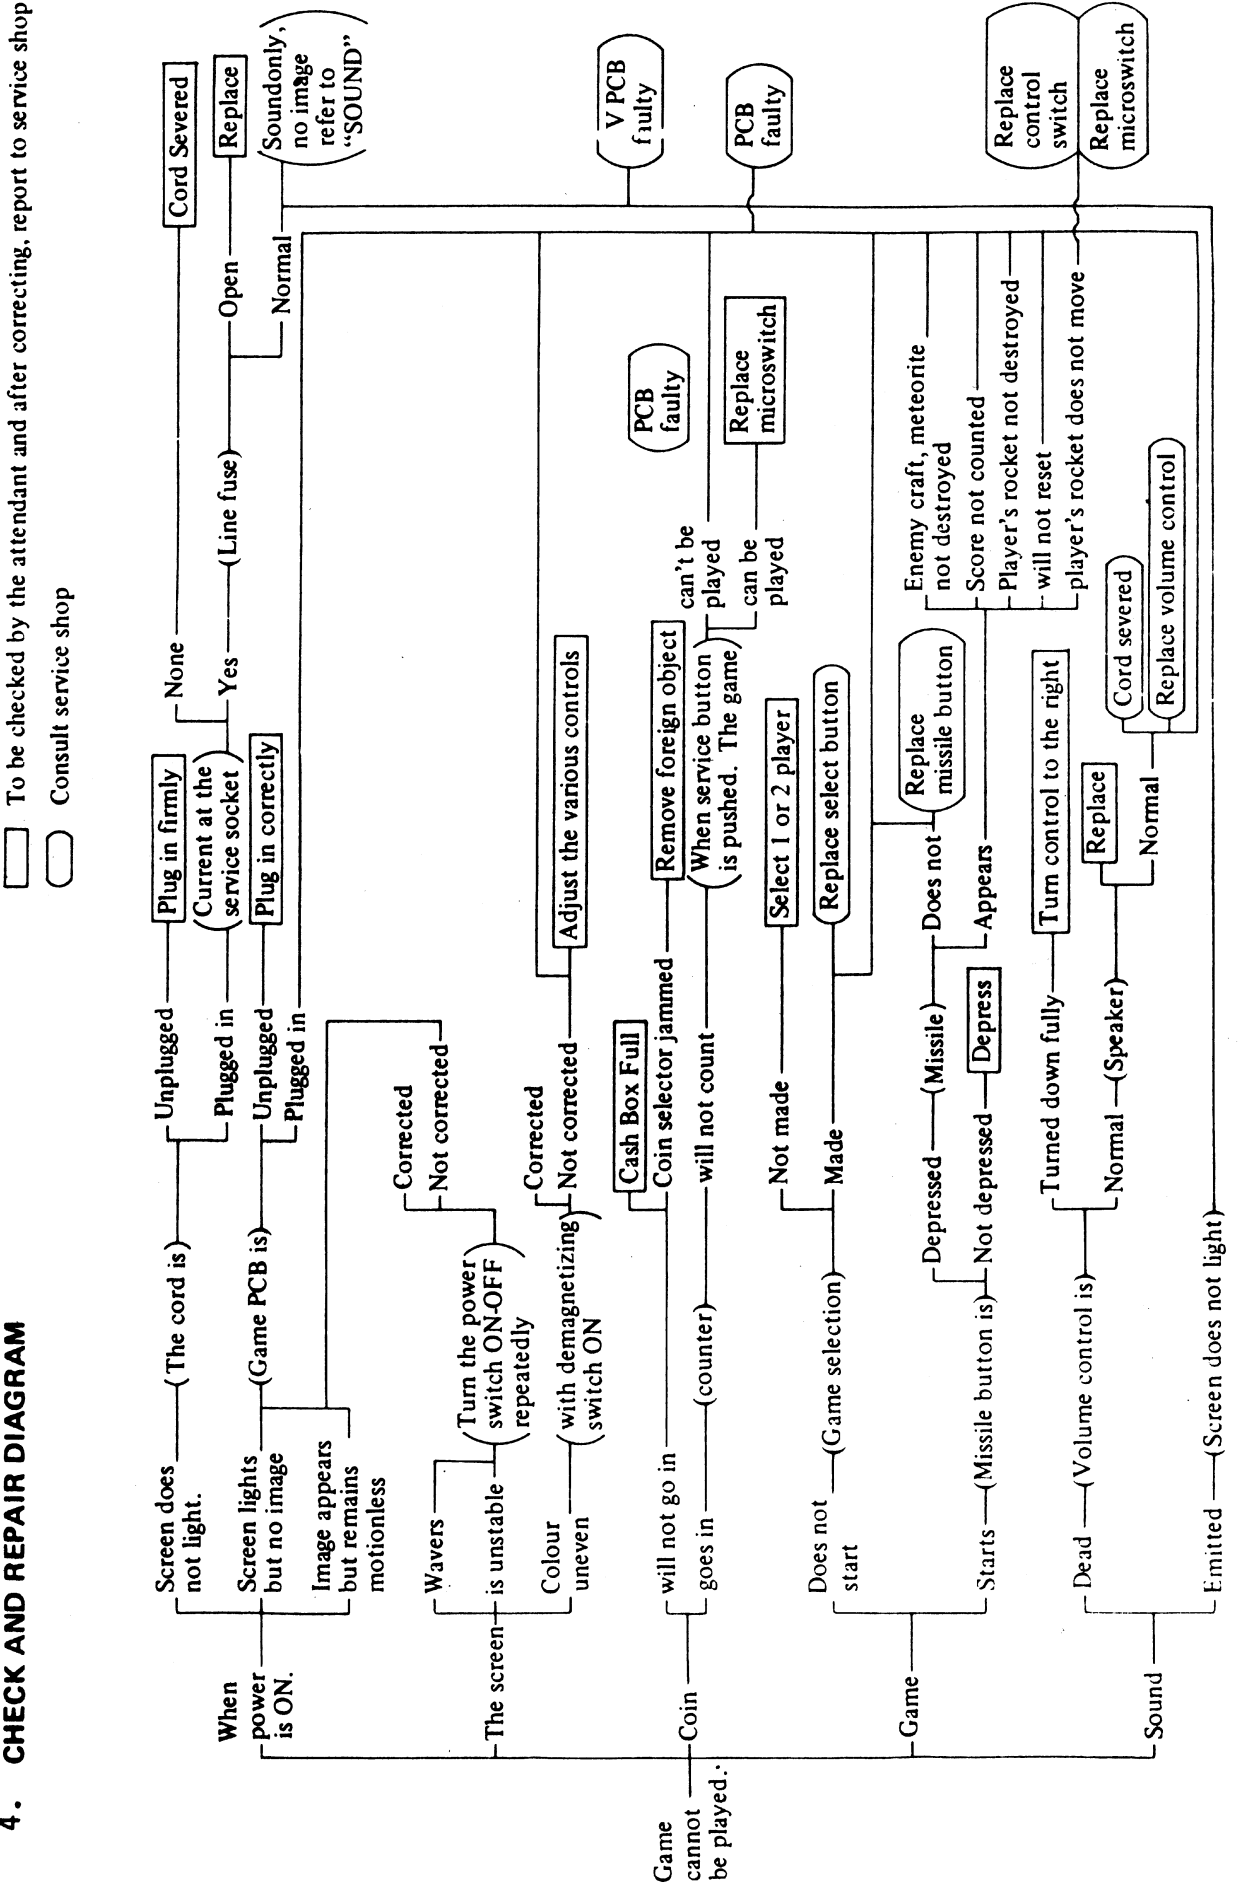 4. CHECK AND REPAIR DIAGRAM
To be checked by the attendant and after correcting, report to service shop
Consult service shop
Game
cannot
be played.
When
power
is ON.
Screen does
not light.
(The cord is)
Unplugged
Plug in firmly
Plugged in
(Current at the
service socket)
None
Cord Severed
Yes
(Line fuse)
Open
Replace
Normal
(Soundonly,
no image
refer to
"SOUND")
Screen lights
but no image
(Game PCB is)
Unplugged
Plug in correctly
Plugged in
Image appears
but remains
motionless
The screen
Wavers
is unstable
(Turn the power
switch ON-OFF
repeatedly)
Corrected
Not corrected
Colour
uneven
(with demagnetizing
switch ON)
Corrected
Not corrected
Adjust the various controls
V PCB
faulty
Coin
will not go in
Cash Box Full
Coin selector jammed
Remove foreign object
goes in
(counter)
will not count
(When service button
is pushed. The game)
can't be
played
can be
played
PCB
faulty
Replace
microswitch
PCB
faulty
Game
Does not
start
(Game selection)
Not made
Select 1 or 2 player
Made
Replace select button
Starts
(Missile button is)
Depressed
(Missile)
Does not
Replace
missile button
Appears
Enemy craft, meteorite
not destroyed
Score not counted
Player's rocket not destroyed
will not reset
player's rocket does not move
Replace
control
switch
Replace
microswitch
Not depressed
Depress
Sound
Dead
(Volume control is)
Turned down fully
Turn control to the right
Normal
(Speaker)
Replace
Normal
Cord severed
Replace volume control
Emitted
(Screen does not light)